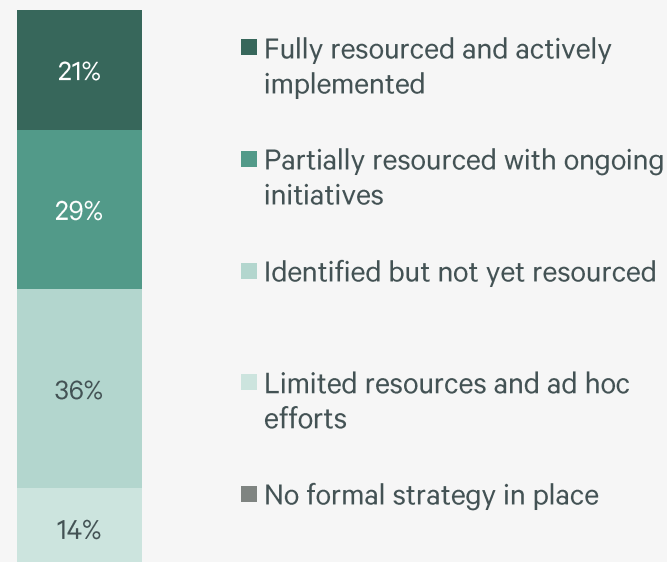 21%
29%
36%
14%
Fully resourced and actively
implemented
Partially resourced with ongoing
initiatives
Identified but not yet resourced
Limited resources and ad hoc
efforts
No formal strategy in place